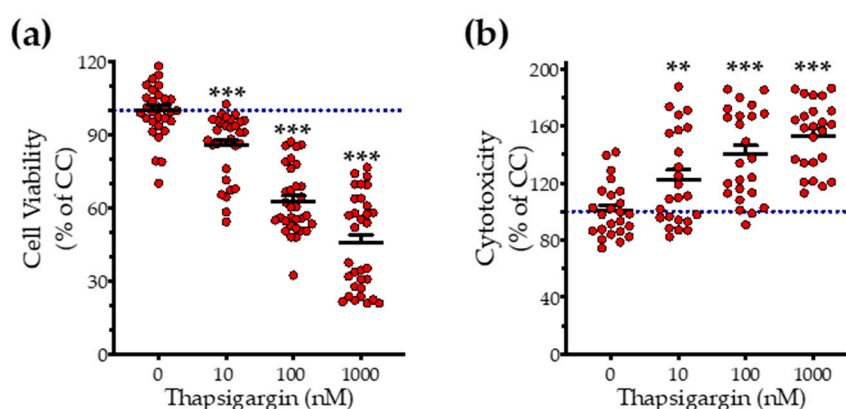 (a)
Cell Viability
(% of CC)
120
90
60
30
0
***
***
***
0 10 100 1000
Thapsigargin (nM)
(b)
Cytotoxicity
(% of CC)
200
160
120
80
40
0
** *** ***
0 10 100 1000
Thapsigargin (nM)